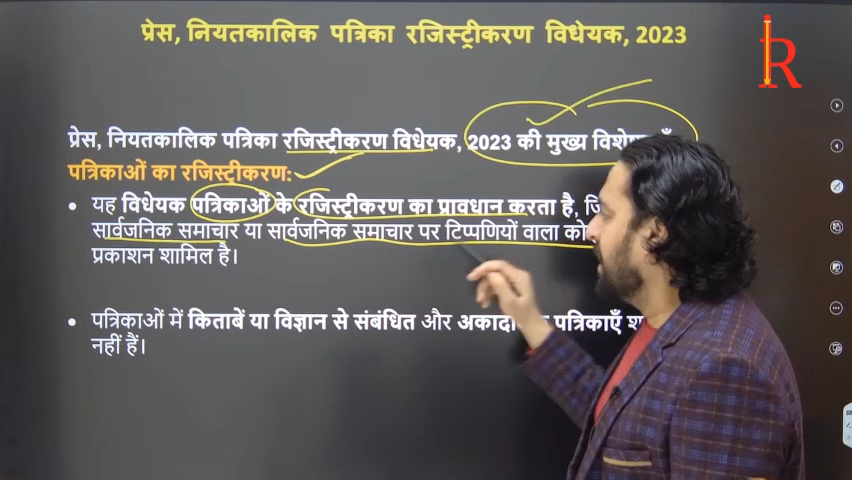 प्रेस, नियतकालिक पत्रिका रजिस्ट्रीकरण विधेयक, 2023
R
प्रेस, नियतकालिक पत्रिका रजिस्ट्रीकरण विधेयक, 2023 की मुख्य
पत्रिकाओं का रजिस्ट्रीकरण:
• यह विधेयक पत्रिकाओं के रजिस्ट्रीकरण का प्रावधान करता है,
सार्वजनिक समाचार या सार्वजनिक समाचार पर टिप्पणियों वाला
प्रकाशन शामिल है।
• पत्रिकाओं में किताबें या विज्ञान से संबंधित और पत्रिकाएँ
नहीं हैं।